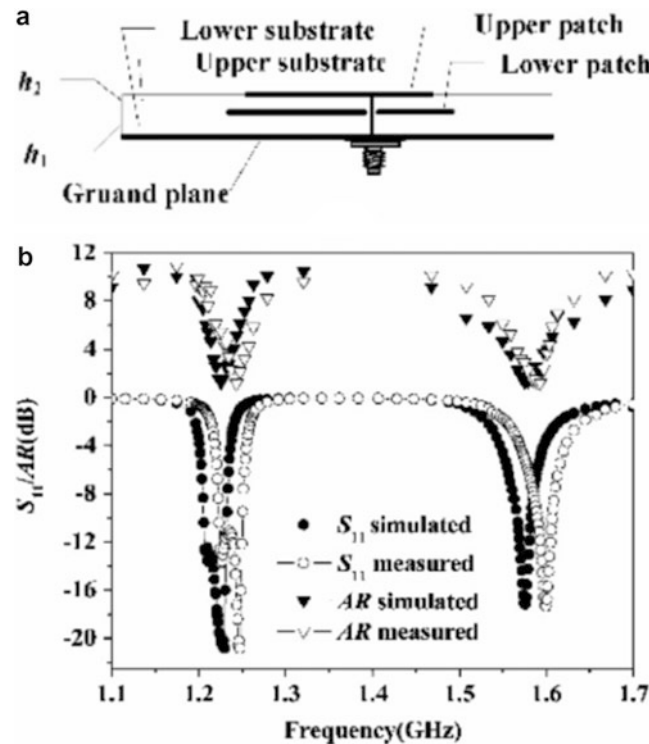 a
Lower substrate
Upper substrate
Upper patch
Lower patch
h2
h1
Gruand plane
b
12
8
4
0
-4
-8
-12
-16
-20
S11/AR(dB)
S11 simulated
S11 measured
AR simulated
AR measured
1.1 1.2 1.3 1.4 1.5 1.6 1.7
Frequency(GHz)